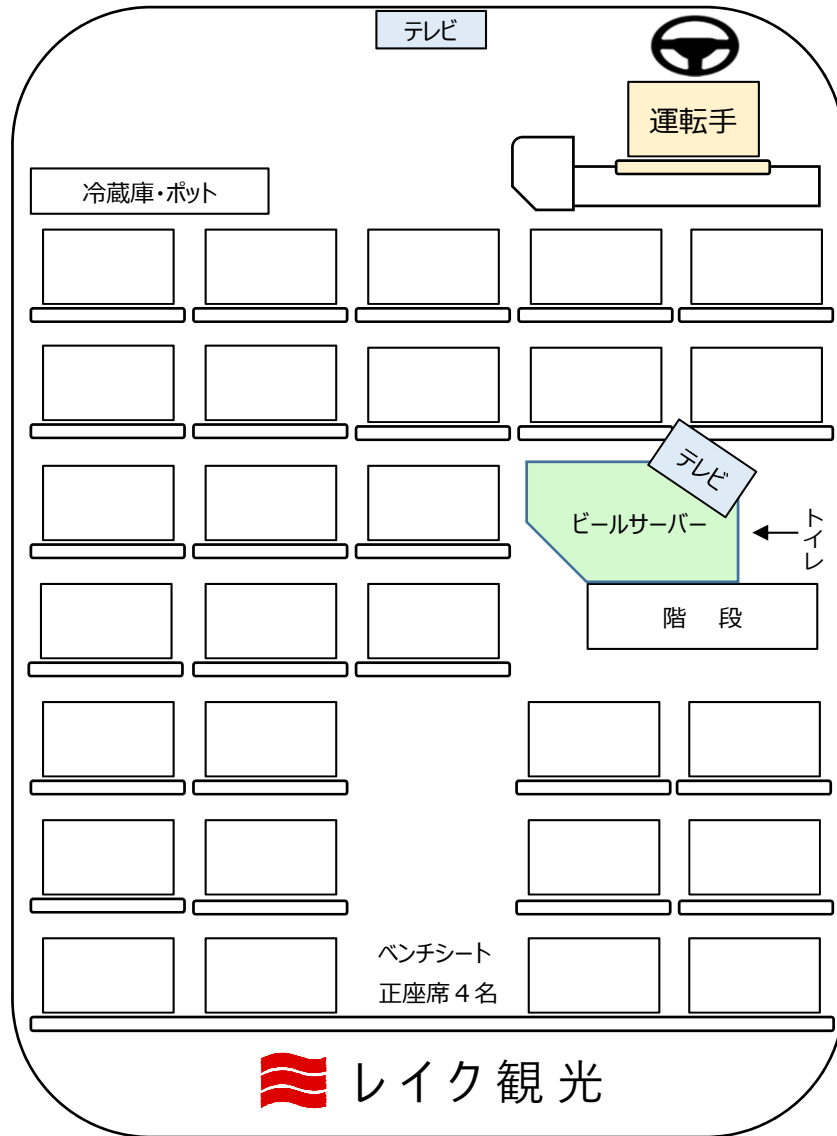 テレビ
運転手
冷蔵庫・ポット
テレビ
ビールサーバー
トイレ
階　段
ベンチシート
正座席４名
レイク観光